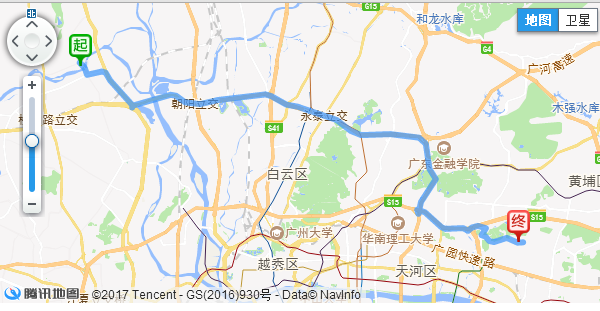 G15
和龙水库
地图
卫星
北
起
G4
广河高速
朝阳立交
永泰立交
木强水库
路立交
S41
广东金融学院
白云区
黄埔区
S15
S15
终
广州大学
华南理工大学
广园快速路
越秀区
天河区
腾讯地图
©2017 Tencent - GS(2016)930号 - Data© NavInfo